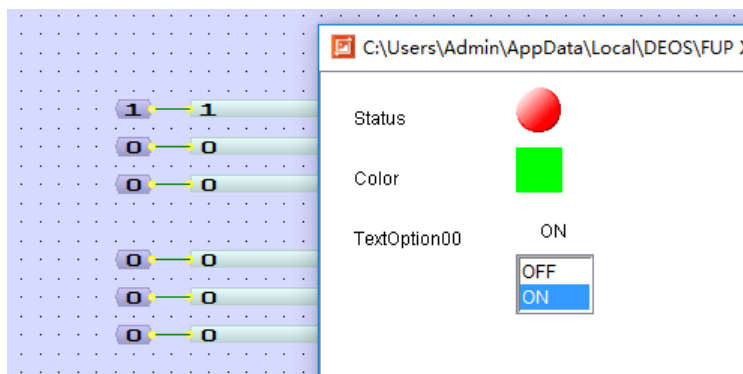 C:\Users\Admin\AppData\Local\DEOS\FUP X
1 1
Status
0 0
0 0
Color
TextOption00 ON
0 0
OFF
0 0
ON
0 0